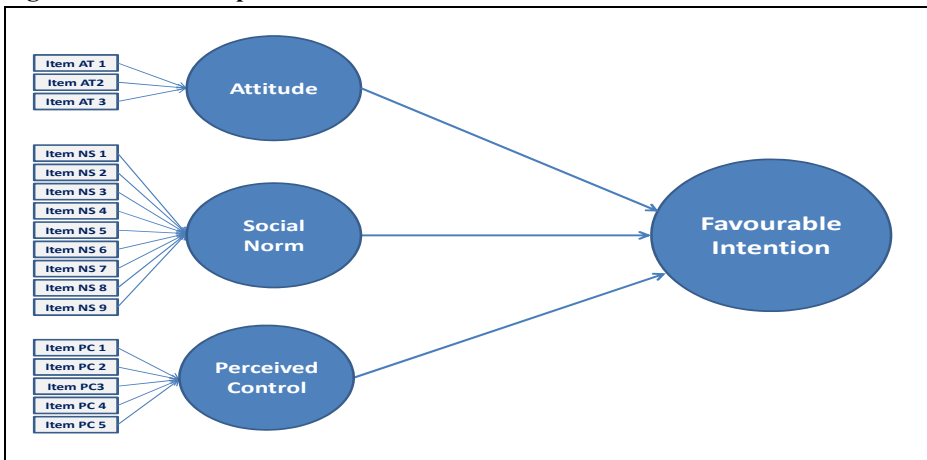 Item AT 1
Item AT2
Item AT 3
Attitude
Item NS 1
Item NS 2
Item NS 3
Item NS 4
Item NS 5
Item NS 6
Item NS 7
Item NS 8
Item NS 9
Social
Norm
Favourable
Intention
Item PC 1
Item PC 2
Item PC3
Item PC 4
Item PC 5
Perceived
Control